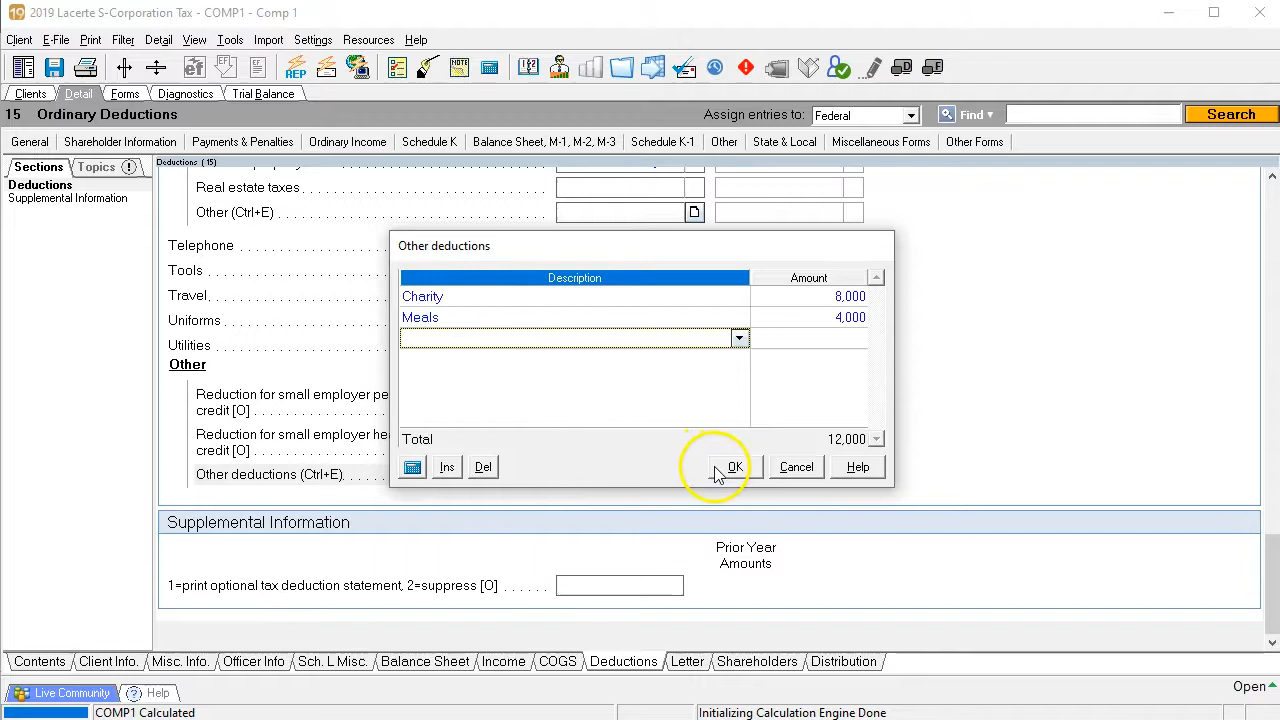 2019 Lacerte S-Corporation Tax - COMP1 - Comp 1
Client E-File Print Filter Detail View Tools Import Settings Resources Help
Clients Detail Forms Diagnostics Trial Balance
15 Ordinary Deductions Assign entries to: Federal Find Search
General Shareholder Information Payments & Penalties Ordinary Income Schedule K Balance Sheet, M-1, M-2, M-3 Schedule K-1 Other State & Local Miscellaneous Forms Other Forms
Sections Topics
Deductions (15)
Deductions
Supplemental Information
Real estate taxes
Other (Ctrl+E)
Telephone
Tools
Travel
Uniforms
Utilities
Other
Reduction for small employer pe
credit [O]
Reduction for small employer he
credit [O]
Other deductions (Ctrl+E)
Other deductions
Description Amount
Charity 8,000
Meals 4,000
Total 12,000
Ins Del OK Cancel Help
Supplemental Information
Prior Year
Amounts
1=print optional tax deduction statement, 2=suppress [O]
Contents Client Info. Misc. Info. Officer Info Sch. L Misc. Balance Sheet Income COGS Deductions Letter Shareholders Distribution
Live Community Help Open
COMP1 Calculated Initializing Calculation Engine Done